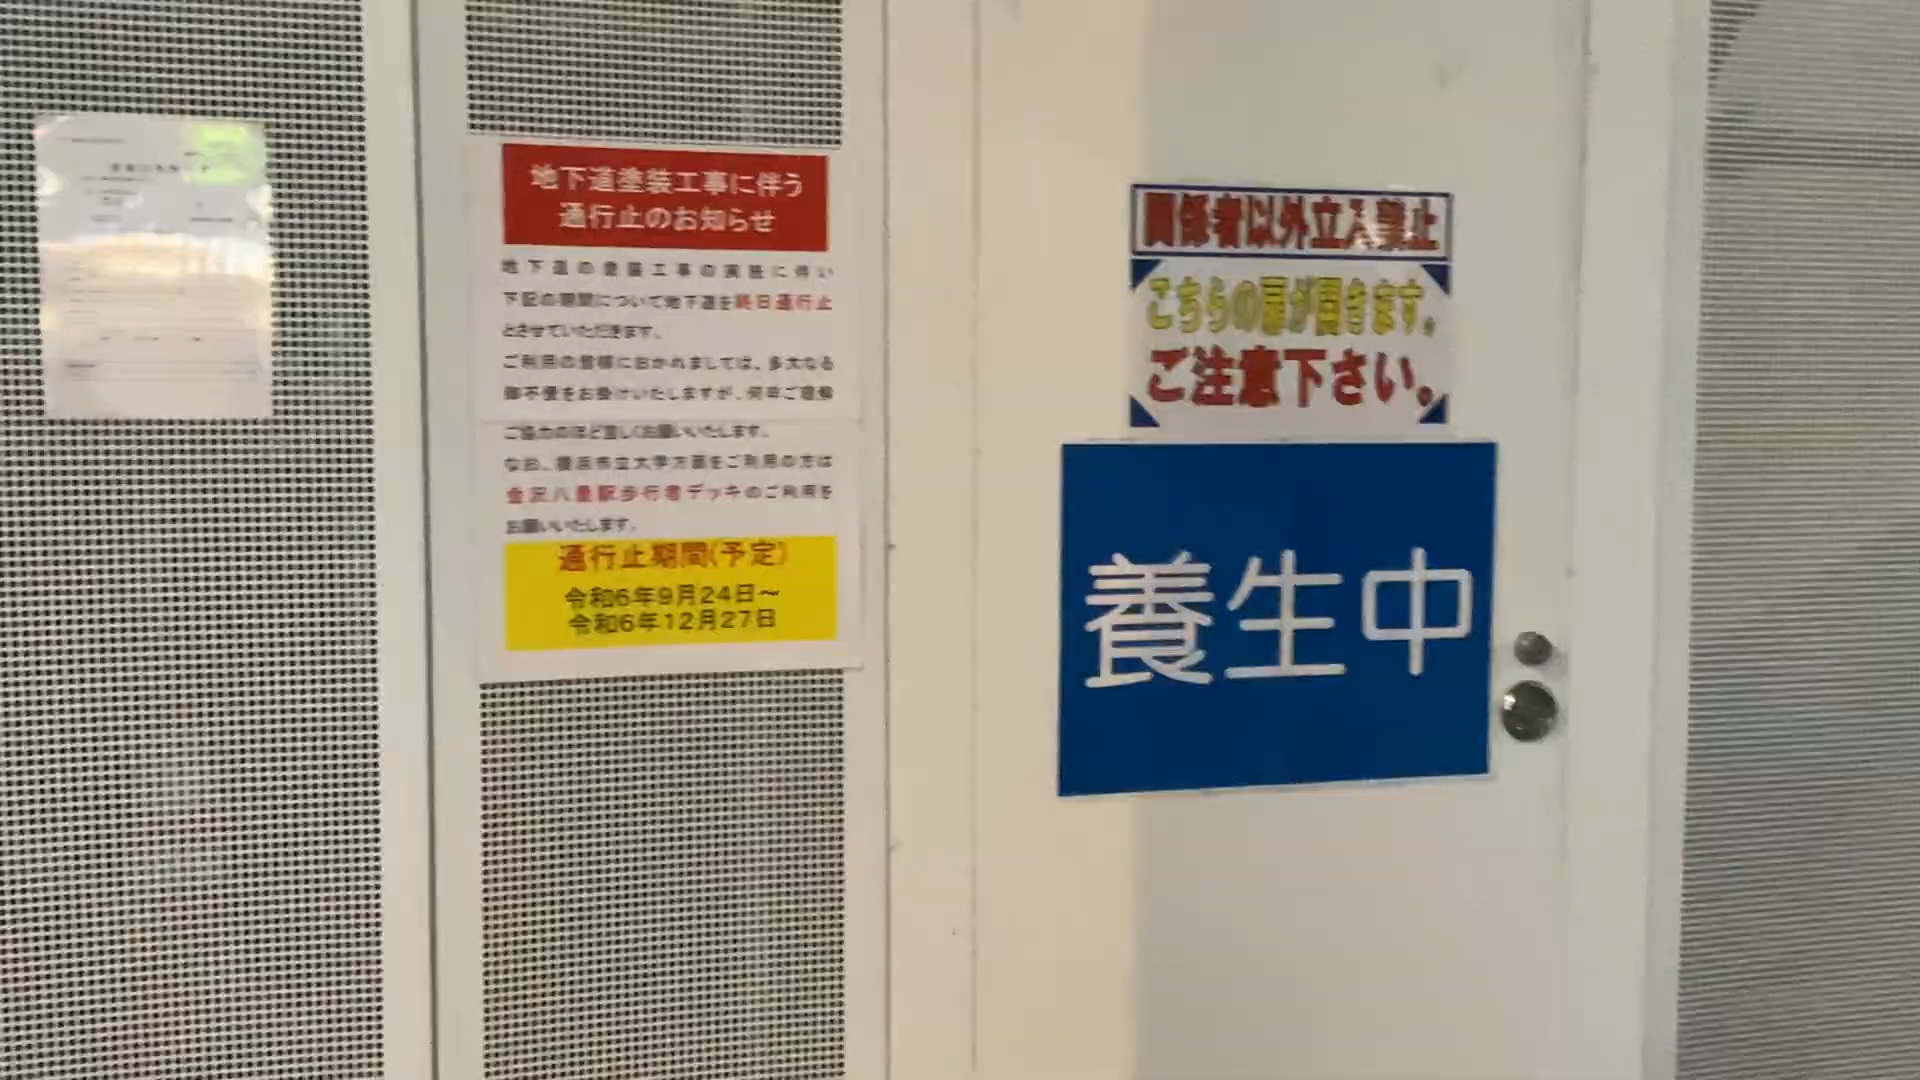 地下道塗装工事に伴う
通行止のお知らせ
地下道の塗装工事の実施に伴い
下記の期間について地下道を終日通行止
とさせていただきます。
ご利用の皆様におかれましては、多大なる
御不便をお掛けいたしますが、何卒ご理解
ご協力のほど宜しくお願いいたします。
なお、横浜市立大学方面をご利用の方は
金沢八景駅歩行者デッキのご利用を
お願いいたします。
通行止期間(予定)
令和6年9月24日～
令和6年12月27日
関係者以外立入禁止
こちらの扉が開きます。
ご注意下さい。
養生中